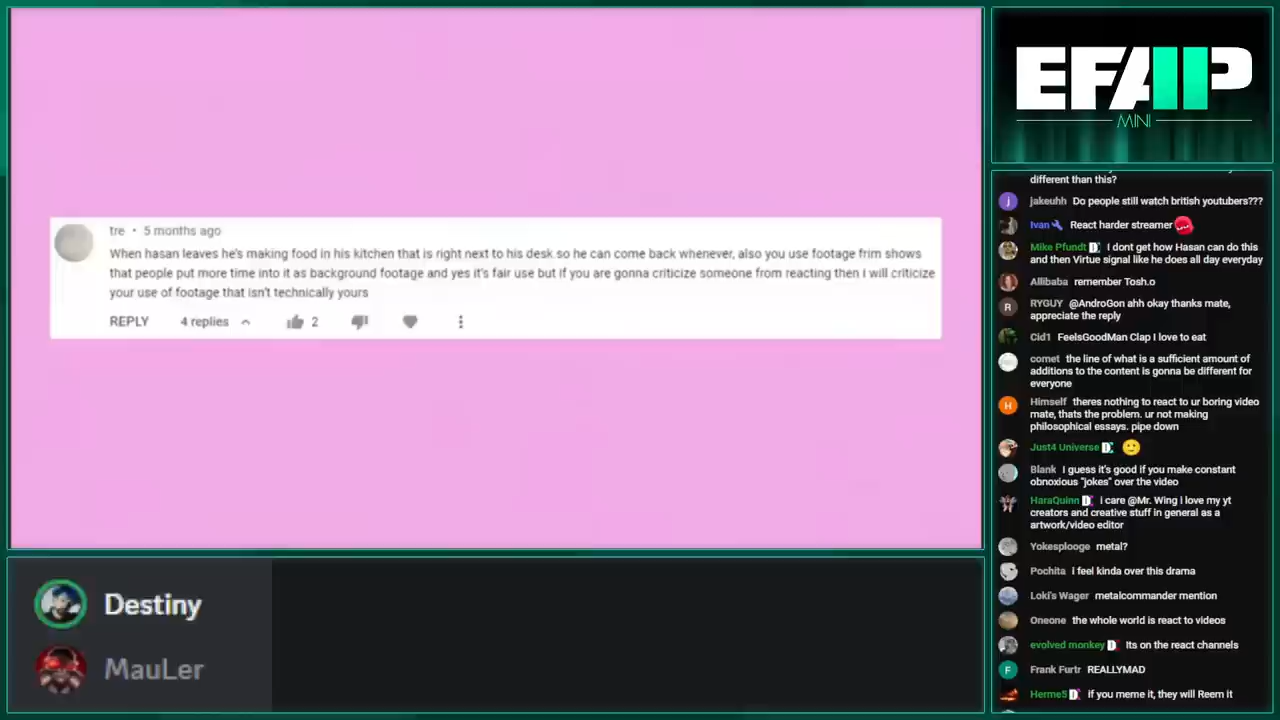 tre • 5 months ago
When hasan leaves he's making food in his kitchen that is right next to his desk so he can come back whenever, also you use footage frim shows
that people put more time into it as background footage and yes it's fair use but if you are gonna criticize someone from reacting then i will criticize
your use of footage that isn't technically yours
REPLY 4 replies 2
Destiny
MauLer
EFAP
MINI
different than this?
jakeuhh Do people still watch british youtubers???
Ivan React harder streamer
Mike Pfundt I dont get how Hasan can do this
and then Virtue signal like he does all day everyday
Allibaba remember Tosh.o
RYGUY @AndroGon ahh okay thanks mate,
appreciate the reply
Cid1 FeelsGoodMan Clap I love to eat
comet the line of what is a sufficient amount of
additions to the content is gonna be different for
everyone
Himself theres nothing to react to ur boring video
mate, thats the problem. ur not making
philosophical essays. pipe down
Just4 Universe
Blank I guess it's good if you make constant
obnoxious "jokes" over the video
HaraQuinn i care @Mr. Wing i love my yt
creators and creative stuff in general as a
artwork/video editor
Yokesplooge metal?
Pochita i feel kinda over this drama
Loki's Wager metalcommander mention
Oneone the whole world is react to videos
evolved monkey Its on the react channels
Frank Furtr REALLYMAD
Herme5 if you meme it, they will Reem it